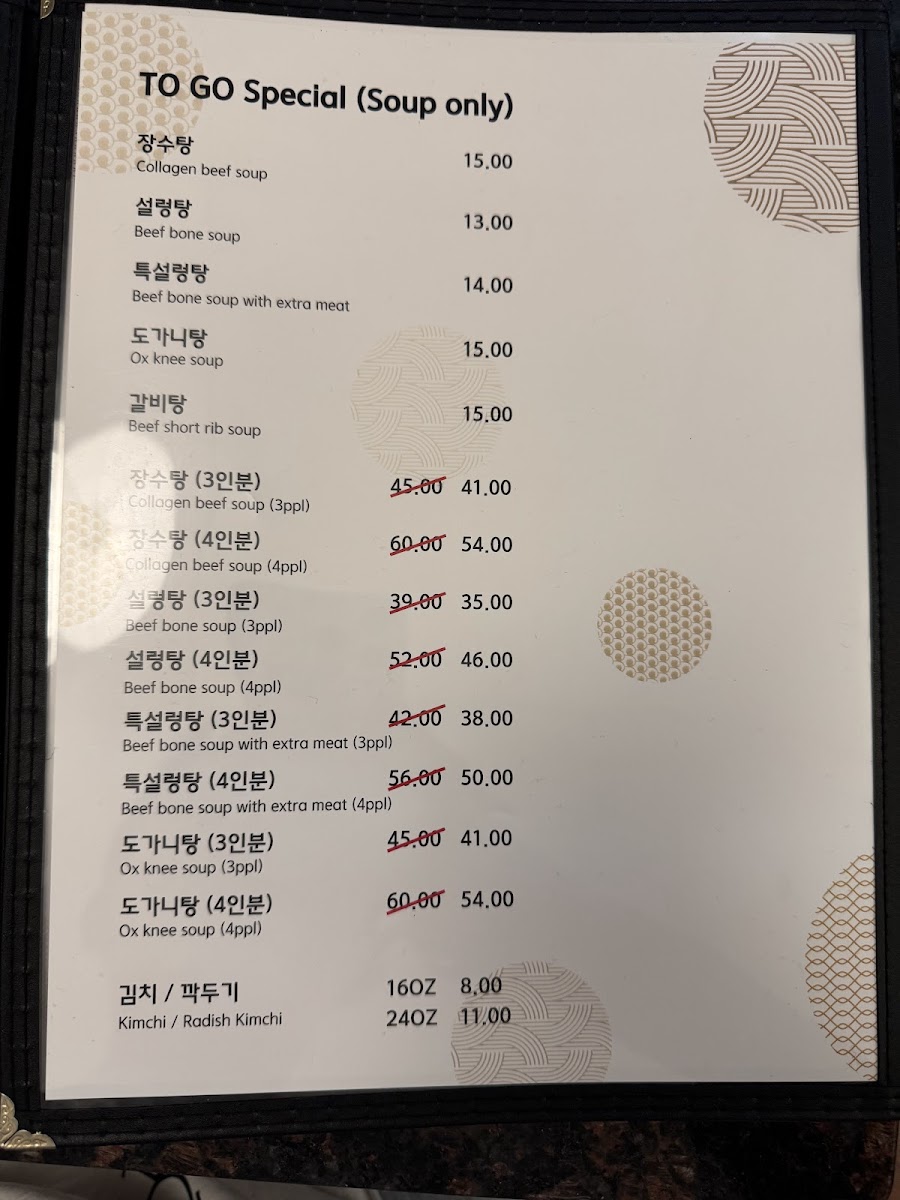 TO GO Special (Soup only)
장수탕 15.00
Collagen beef soup
설렁탕 13.00
Beef bone soup
특설렁탕 14.00
Beef bone soup with extra meat
도가니탕 15.00
Ox knee soup
갈비탕 15.00
Beef short rib soup
장수탕 (3인분) 45.00 41.00
Collagen beef soup (3ppl)
장수탕 (4인분) 60.00 54.00
Collagen beef soup (4ppl)
설렁탕 (3인분) 39.00 35.00
Beef bone soup (3ppl)
설렁탕 (4인분) 52.00 46.00
Beef bone soup (4ppl)
특설렁탕 (3인분) 42.00 38.00
Beef bone soup with extra meat (3ppl)
특설렁탕 (4인분) 56.00 50.00
Beef bone soup with extra meat (4ppl)
도가니탕 (3인분) 45.00 41.00
Ox knee soup (3ppl)
도가니탕 (4인분) 60.00 54.00
Ox knee soup (4ppl)
김치 / 깍두기 16OZ 8.00
Kimchi / Radish Kimchi 24OZ 11.00